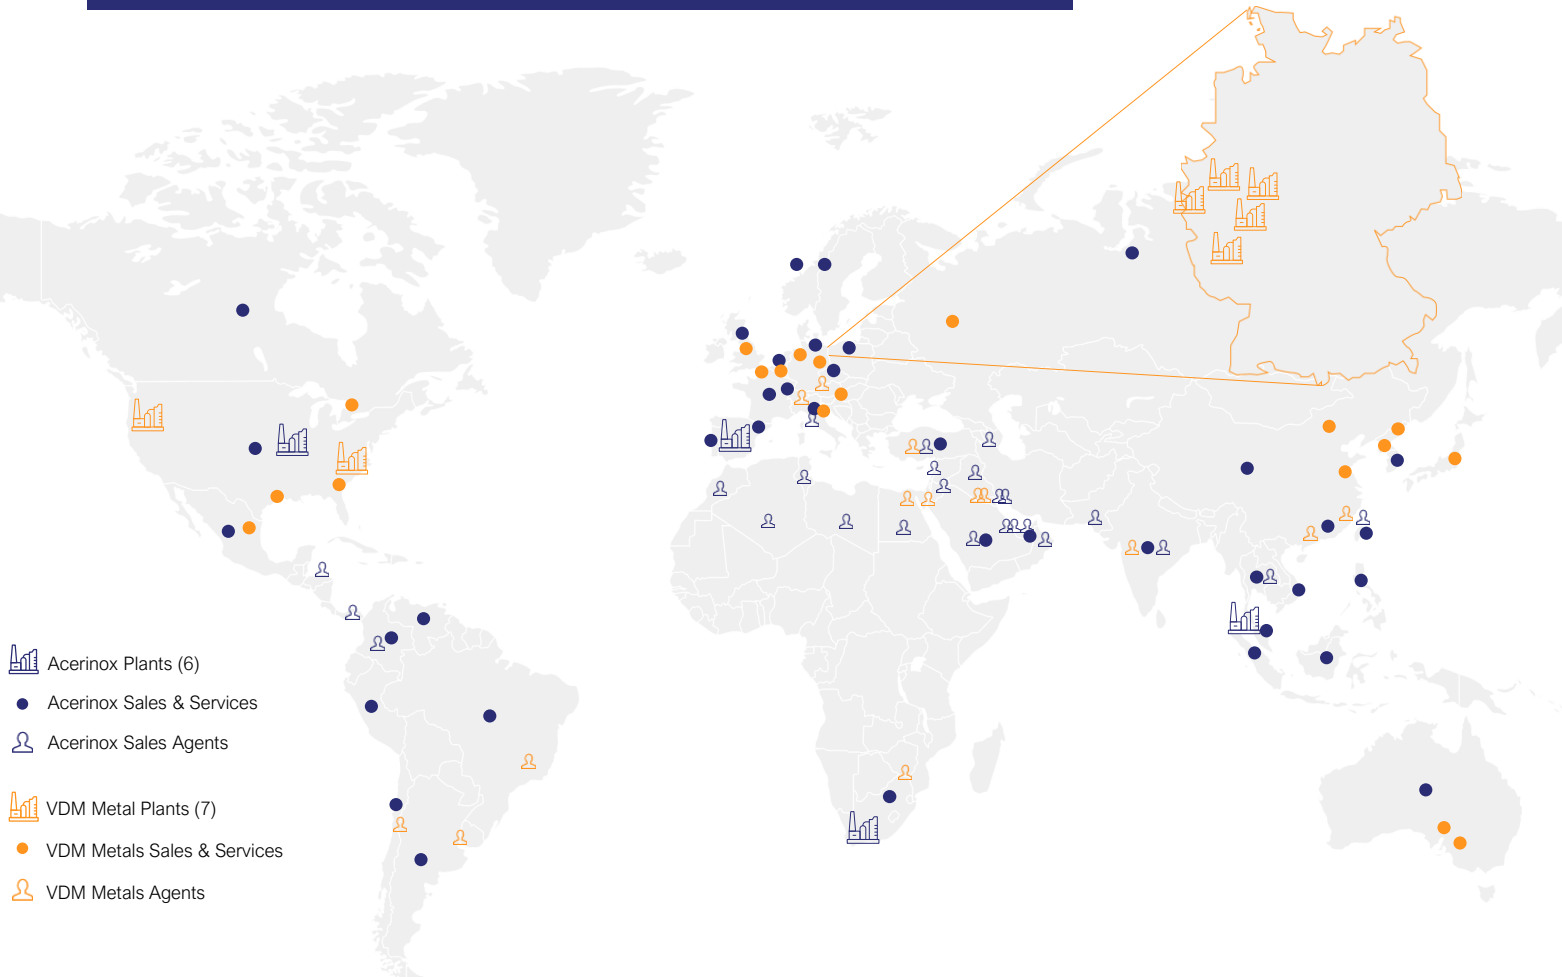 Acerinox Plants (6)
Acerinox Sales & Services
Acerinox Sales Agents
VDM Metal Plants (7)
VDM Metals Sales & Services
VDM Metals Agents